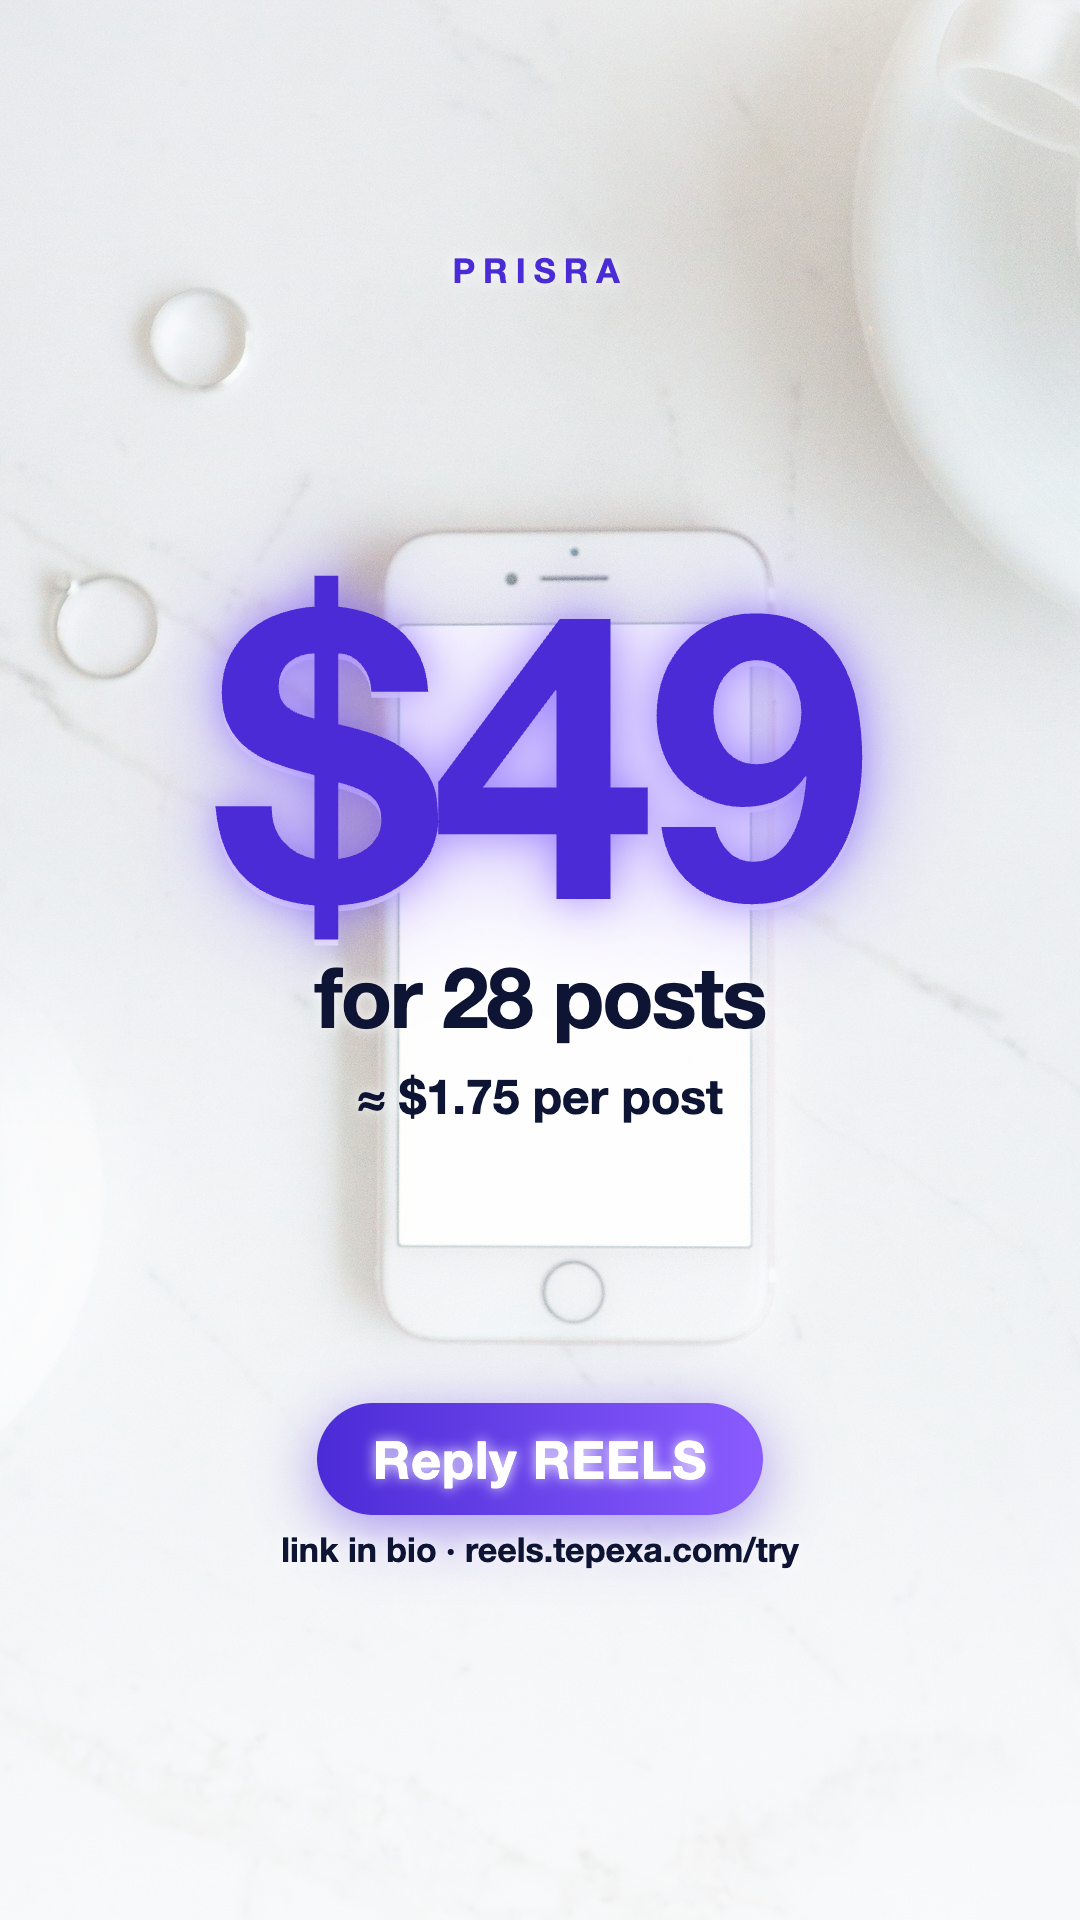 PRISRA
$49
for 28 posts
≈ $1.75 per post
Reply REELS
link in bio · reels.tepexa.com/try